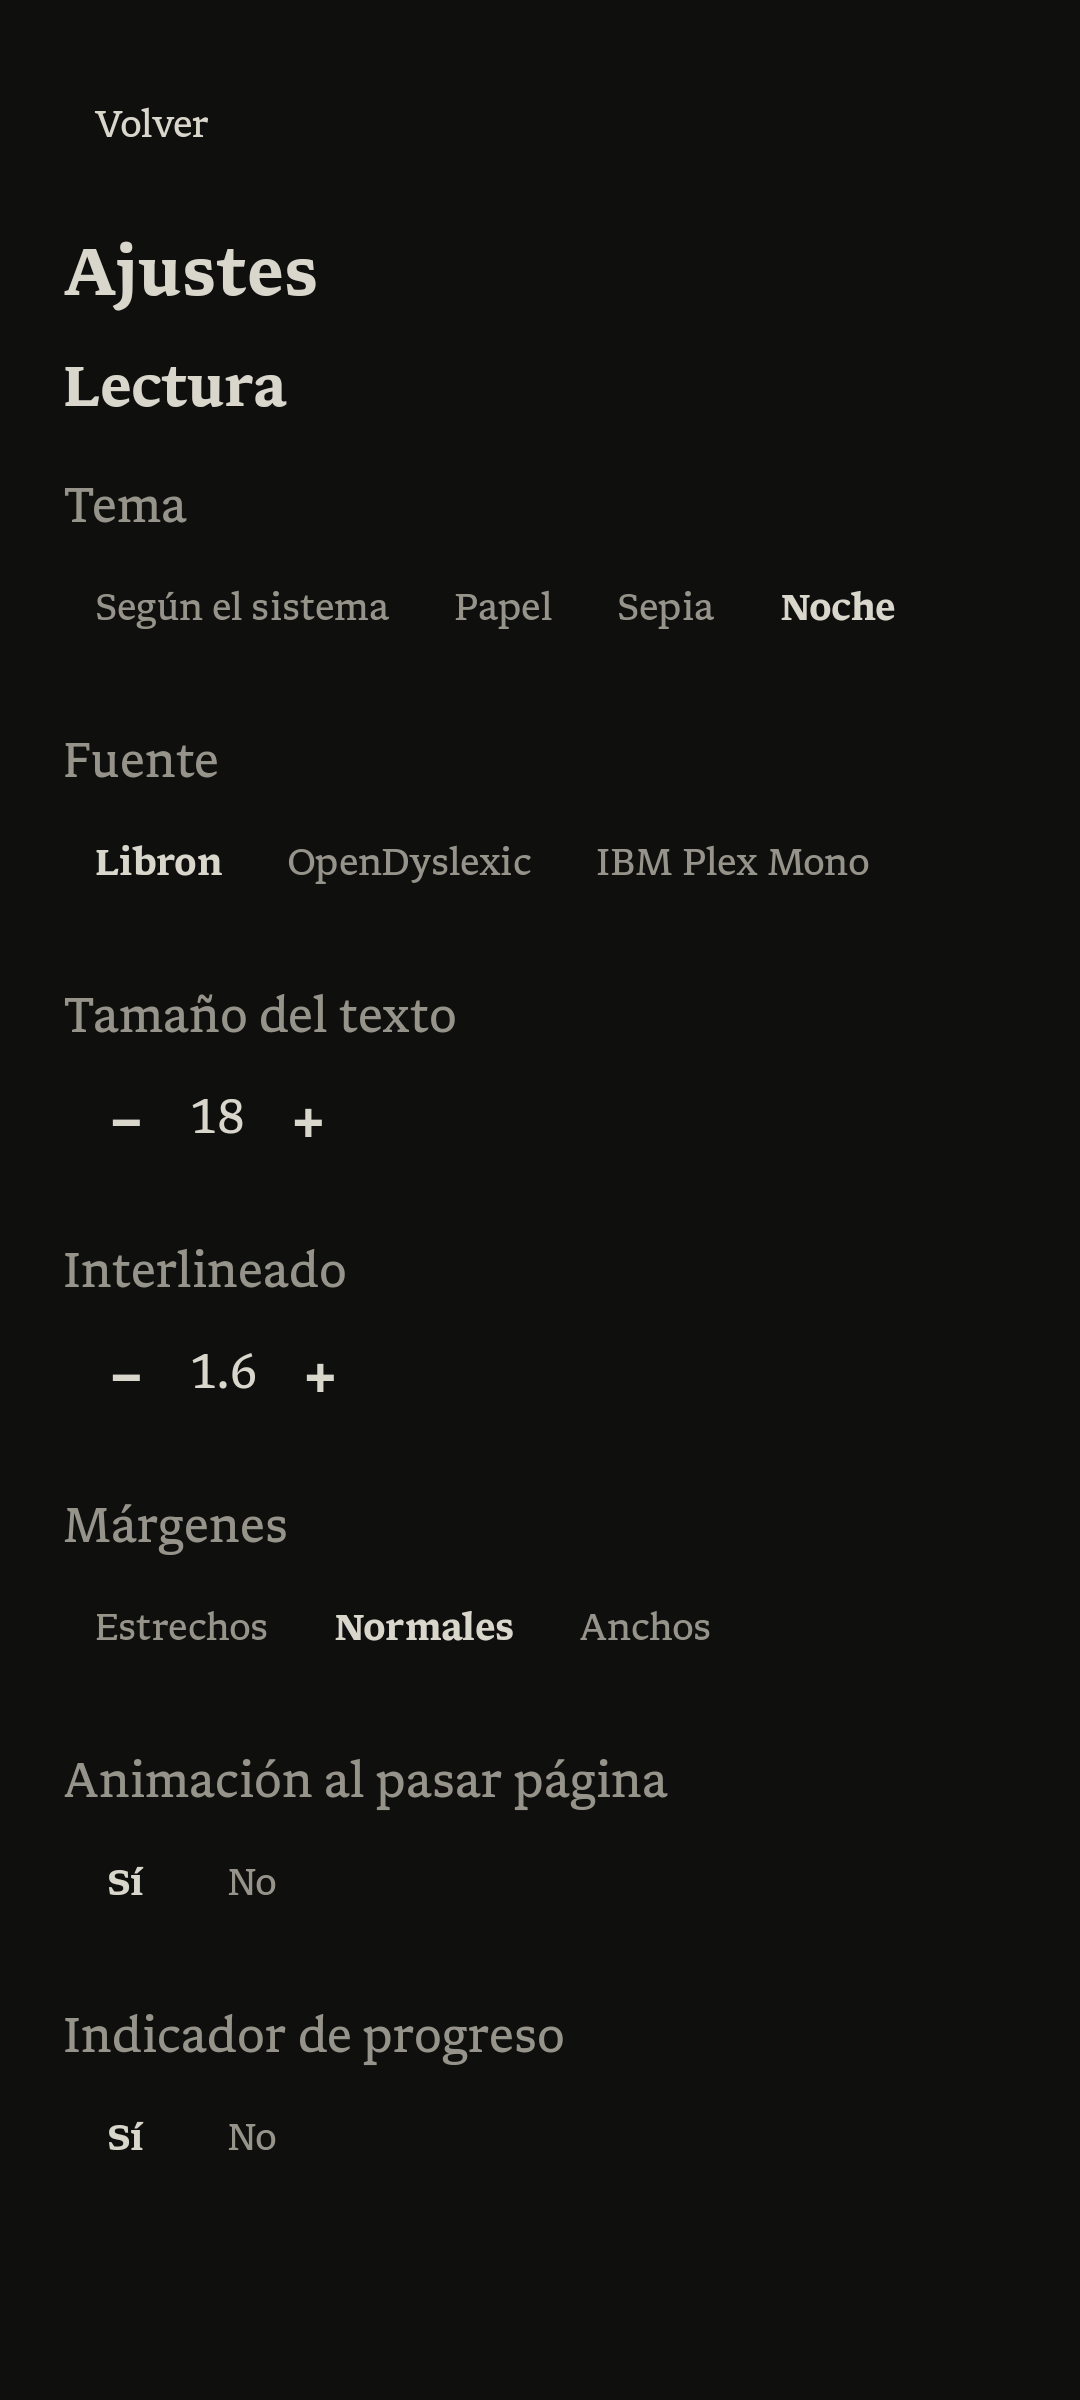 Volver
Ajustes
Lectura
Tema
Según el sistema Papel Sepia Noche
Fuente
Libron OpenDyslexic IBM Plex Mono
Tamaño del texto
– 18 +
Interlineado
– 1.6 +
Márgenes
Estrechos Normales Anchos
Animación al pasar página
Sí No
Indicador de progreso
Sí No